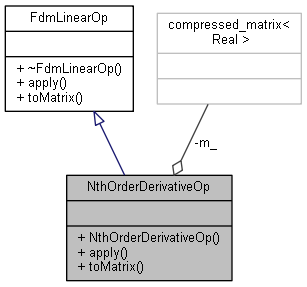 FdmLinearOp
+ ~FdmLinearOp()
+ apply()
+ toMatrix()
compressed_matrix<
Real >
-m_
NthOrderDerivativeOp
+ NthOrderDerivativeOp()
+ apply()
+ toMatrix()